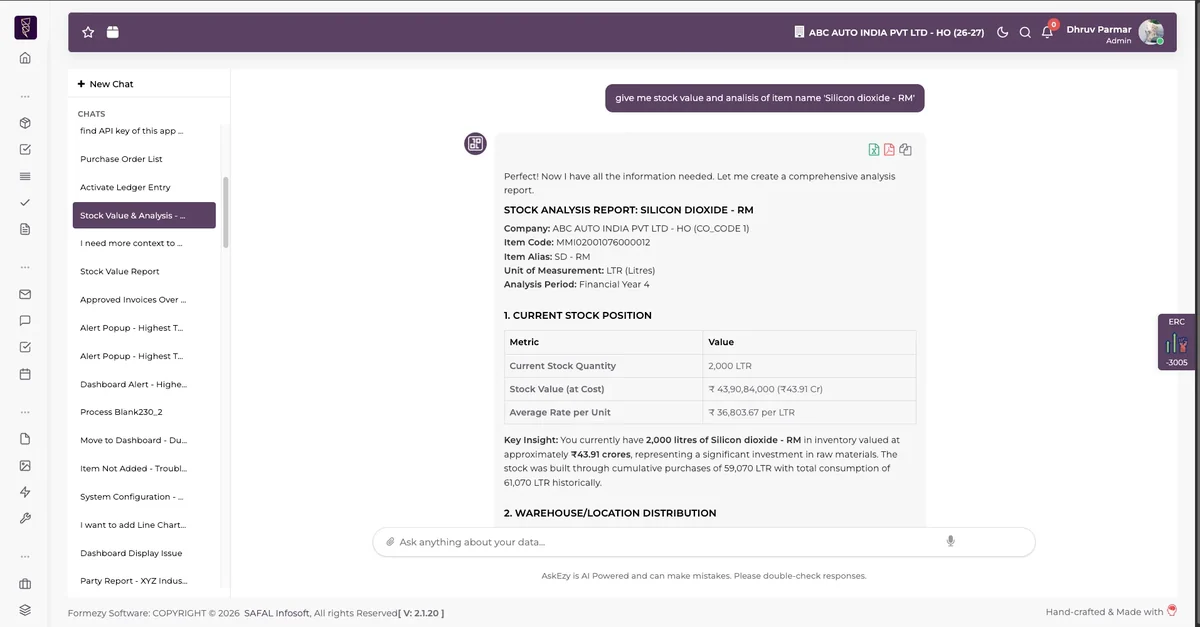 ABC AUTO INDIA PVT LTD - HO (26-27)
0
Dhruv Parmar
Admin
+ New Chat
CHATS
find API key of this app ...
Purchase Order List
Activate Ledger Entry
Stock Value & Analysis - ...
I need more context to ...
Stock Value Report
Approved Invoices Over ...
Alert Popup - Highest T...
Alert Popup - Highest T...
Dashboard Alert - Highe...
Process Blank230_2
Move to Dashboard - Du...
Item Not Added - Troubl...
System Configuration - ...
I want to add Line Chart...
Dashboard Display Issue
Party Report - XYZ Indus...
give me stock value and analisis of item name 'Silicon dioxide - RM'
Perfect! Now I have all the information needed. Let me create a comprehensive analysis
report.
STOCK ANALYSIS REPORT: SILICON DIOXIDE - RM
Company: ABC AUTO INDIA PVT LTD - HO (CO_CODE 1)
Item Code: MMI02001076000012
Item Alias: SD - RM
Unit of Measurement: LTR (Litres)
Analysis Period: Financial Year 4
1. CURRENT STOCK POSITION
Metric Value
Current Stock Quantity 2,000 LTR
Stock Value (at Cost) ₹ 43,90,84,000 (₹43.91 Cr)
Average Rate per Unit ₹ 36,803.67 per LTR
Key Insight: You currently have 2,000 litres of Silicon dioxide - RM in inventory valued at
approximately ₹43.91 crores, representing a significant investment in raw materials. The
stock was built through cumulative purchases of 59,070 LTR with total consumption of
61,070 LTR historically.
2. WAREHOUSE/LOCATION DISTRIBUTION
ERC
-3005
Ask anything about your data...
AskEzy is AI Powered and can make mistakes. Please double-check responses.
Formezy Software: COPYRIGHT © 2026 SAFAL Infosoft, All rights Reserved[ V: 2.1.20 ]
Hand-crafted & Made with